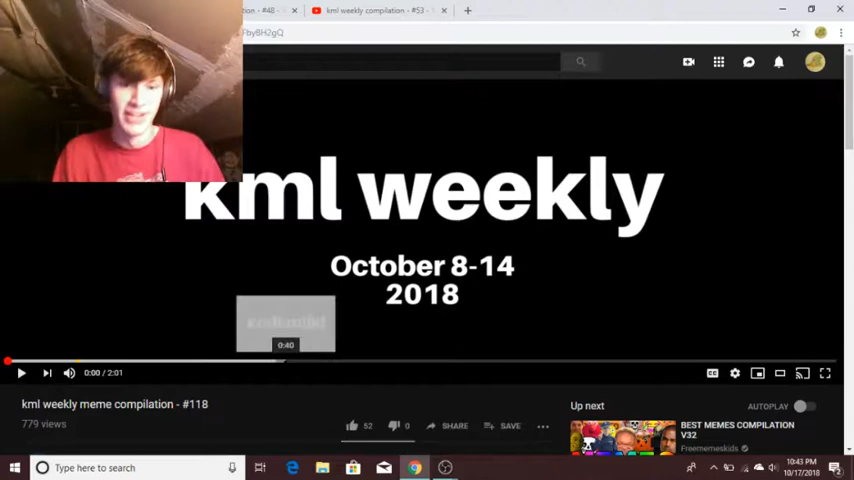 tion - #48 -
kml weekly compilation - #53 -
FbyBH2gQ
kml weekly
October 8-14
2018
0:40
0:00 / 2:01
kml weekly meme compilation - #118
779 views
52
0
SHARE
SAVE
Up next
AUTOPLAY
BEST MEMES COMPILATION
V32
Freememeskids
Type here to search
10:43 PM
10/17/2018
2